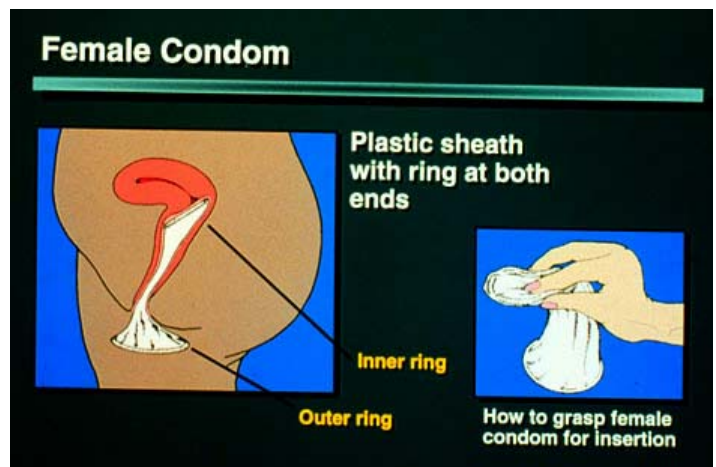 Female Condom
Plastic sheath
with ring at both
ends
Inner ring
Outer ring
How to grasp female
condom for insertion